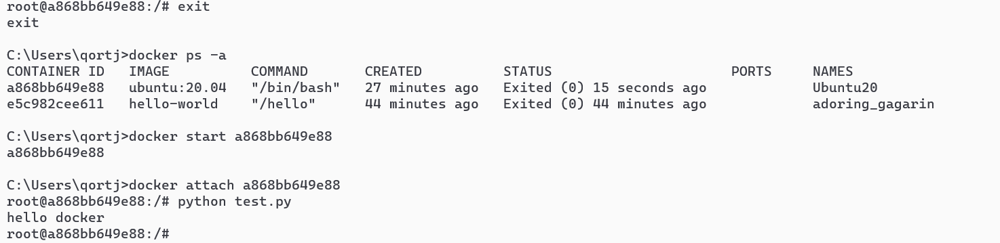 root@a868bb649e88:/# exit
exit
C:\Users\qortj>docker ps -a
CONTAINER ID   IMAGE          COMMAND       CREATED          STATUS                      PORTS     NAMES
a868bb649e88   ubuntu:20.04   "/bin/bash"   27 minutes ago   Exited (0) 15 seconds ago             Ubuntu20
e5c982cee611   hello-world    "/hello"      44 minutes ago   Exited (0) 44 minutes ago             adoring_gagarin
C:\Users\qortj>docker start a868bb649e88
a868bb649e88
C:\Users\qortj>docker attach a868bb649e88
root@a868bb649e88:/# python test.py
hello docker
root@a868bb649e88:/#